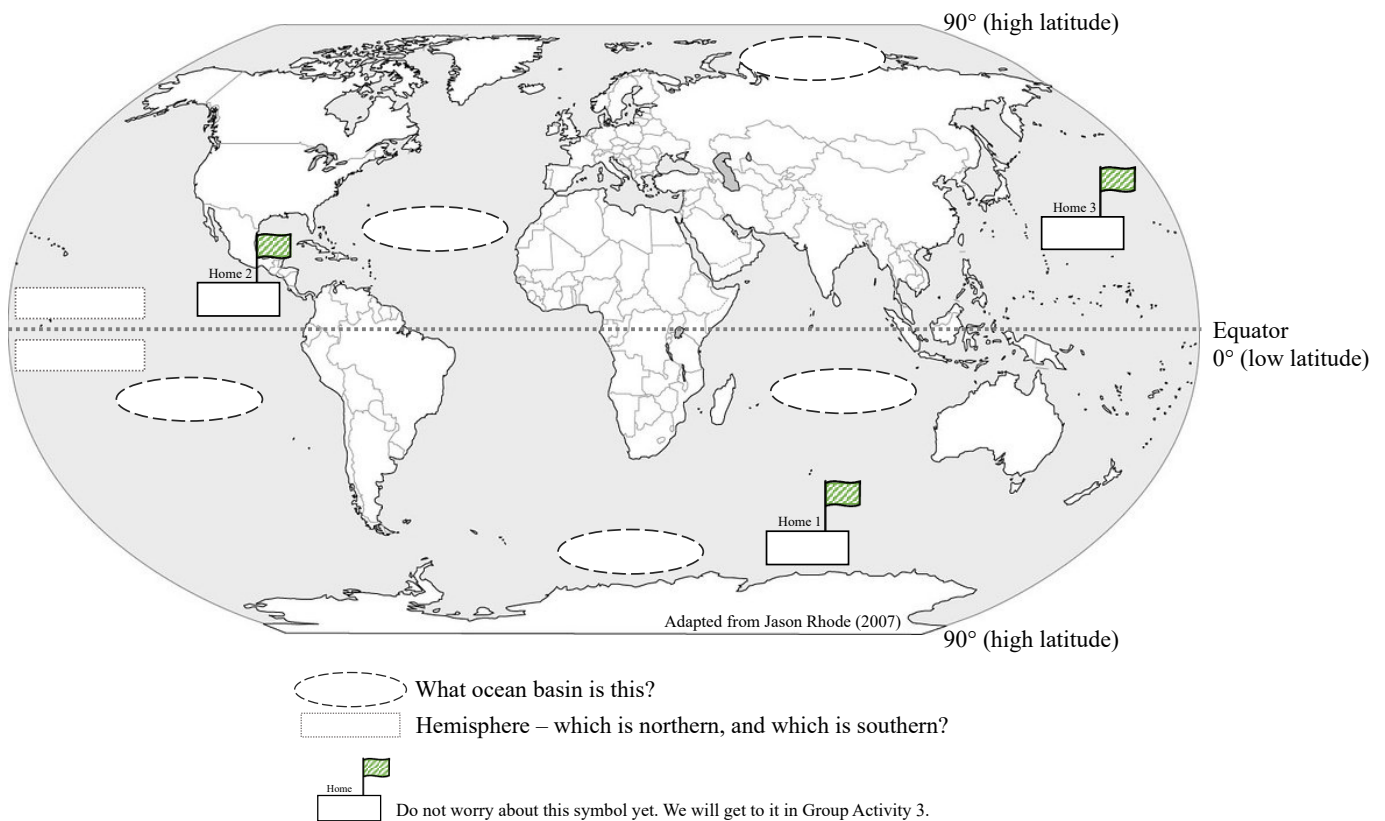 90° (high latitude)
Home 3
Home 2
Equator
0° (low latitude)
Home 1
Adapted from Jason Rhode (2007)
90° (high latitude)
What ocean basin is this?
Hemisphere – which is northern, and which is southern?
Home
Do not worry about this symbol yet. We will get to it in Group Activity 3.